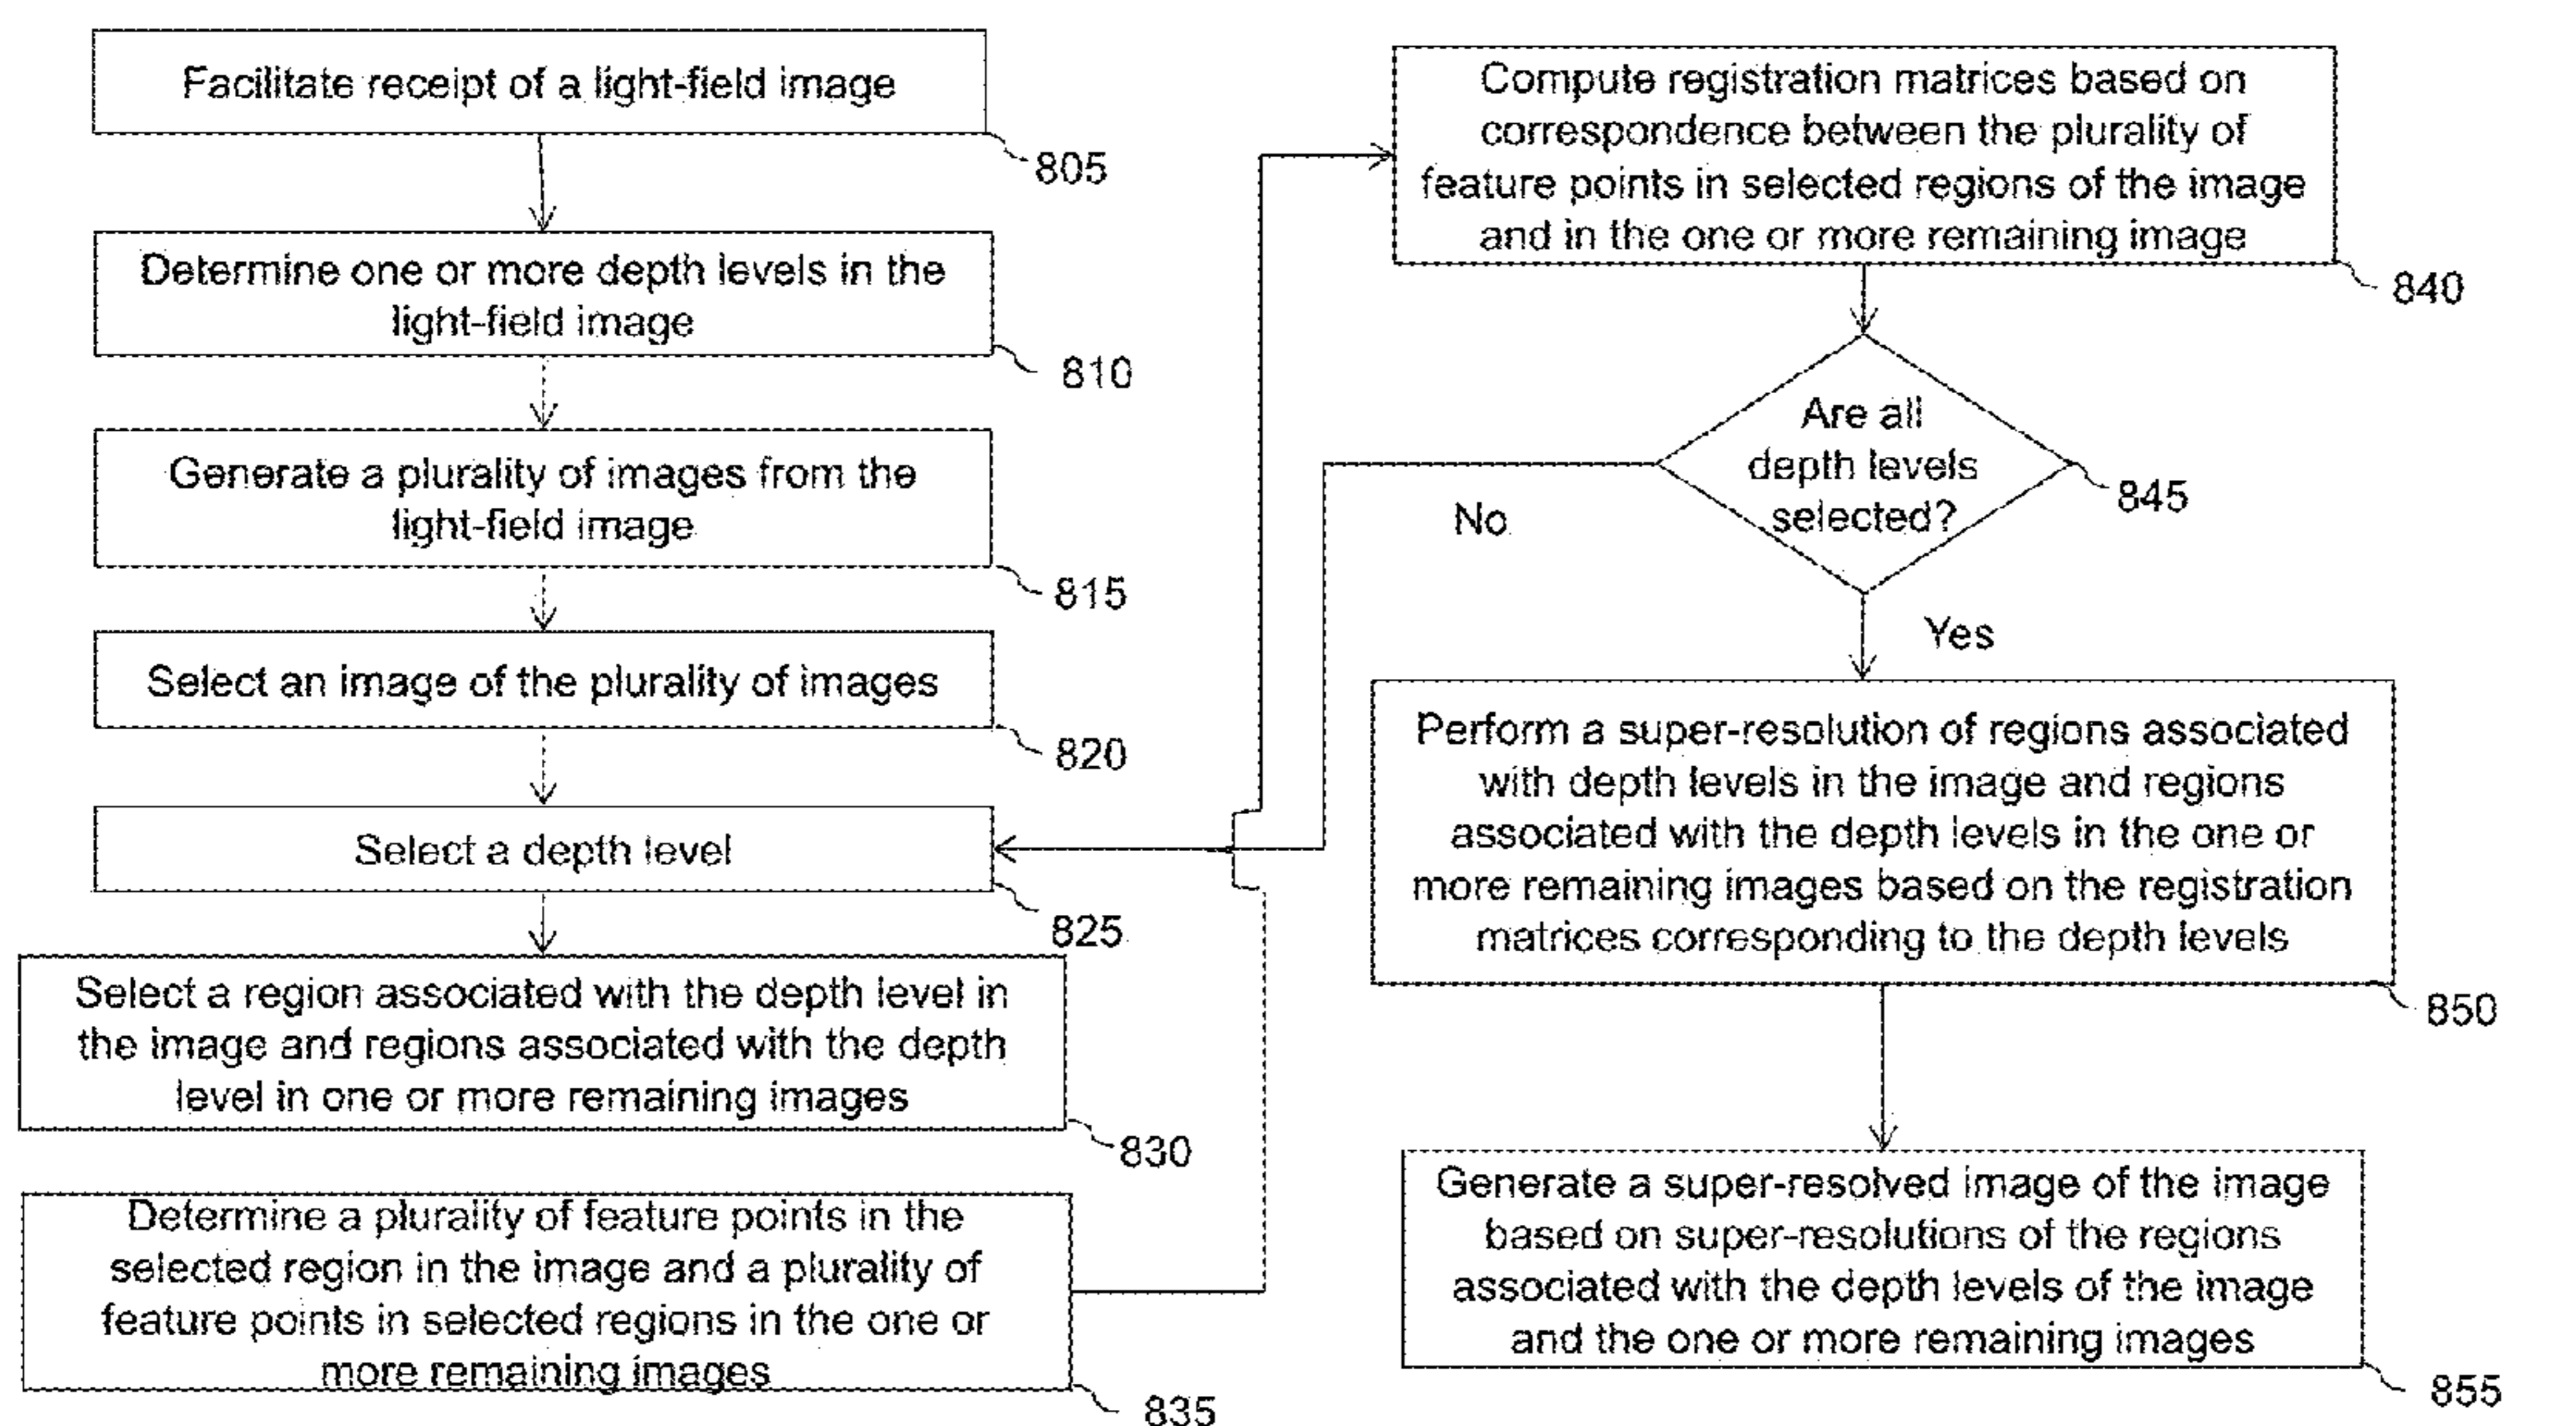 Facilitate receipt of a light-field image
805
Determine one or more depth levels in the
light-field image
810
Generate a plurality of images from the
light-field image
815
Select an image of the plurality of images
820
Select a depth level
825
Select a region associated with the depth level in
the image and regions associated with the depth
level in one or more remaining images
830
Determine a plurality of feature points in the
selected region in the image and a plurality of
feature points in selected regions in the one or
more remaining images
835
Compute registration matrices based on
correspondence between the plurality of
feature points in selected regions of the image
and in the one or more remaining image
840
Are all
depth levels
selected?
845
No
Yes
Perform a super-resolution of regions associated
with depth levels in the image and regions
associated with the depth levels in the one or
more remaining images based on the registration
matrices corresponding to the depth levels
850
Generate a super-resolved image of the image
based on super-resolutions of the regions
associated with the depth levels of the image
and the one or more remaining images
855